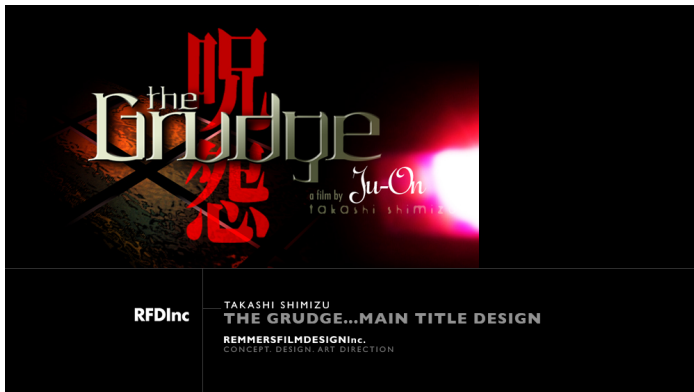 呪怨
the
Grudge
a film by Ju-On
takashi shimizu
RFDInc
TAKASHI SHIMIZU
THE GRUDGE...MAIN TITLE DESIGN
REMMERSFILMDESIGNInc.
CONCEPT. DESIGN. ART DIRECTION